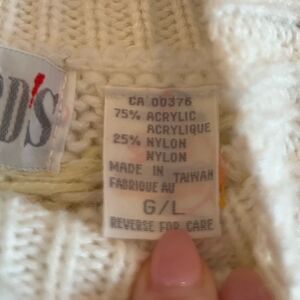 D'S
CA 00376
75% ACRYLIC
ACRYLIQUE
25% NYLON
NYLON
MADE IN TAIWAN
FABRIQUE AU
G/L
REVERSE FOR CARE